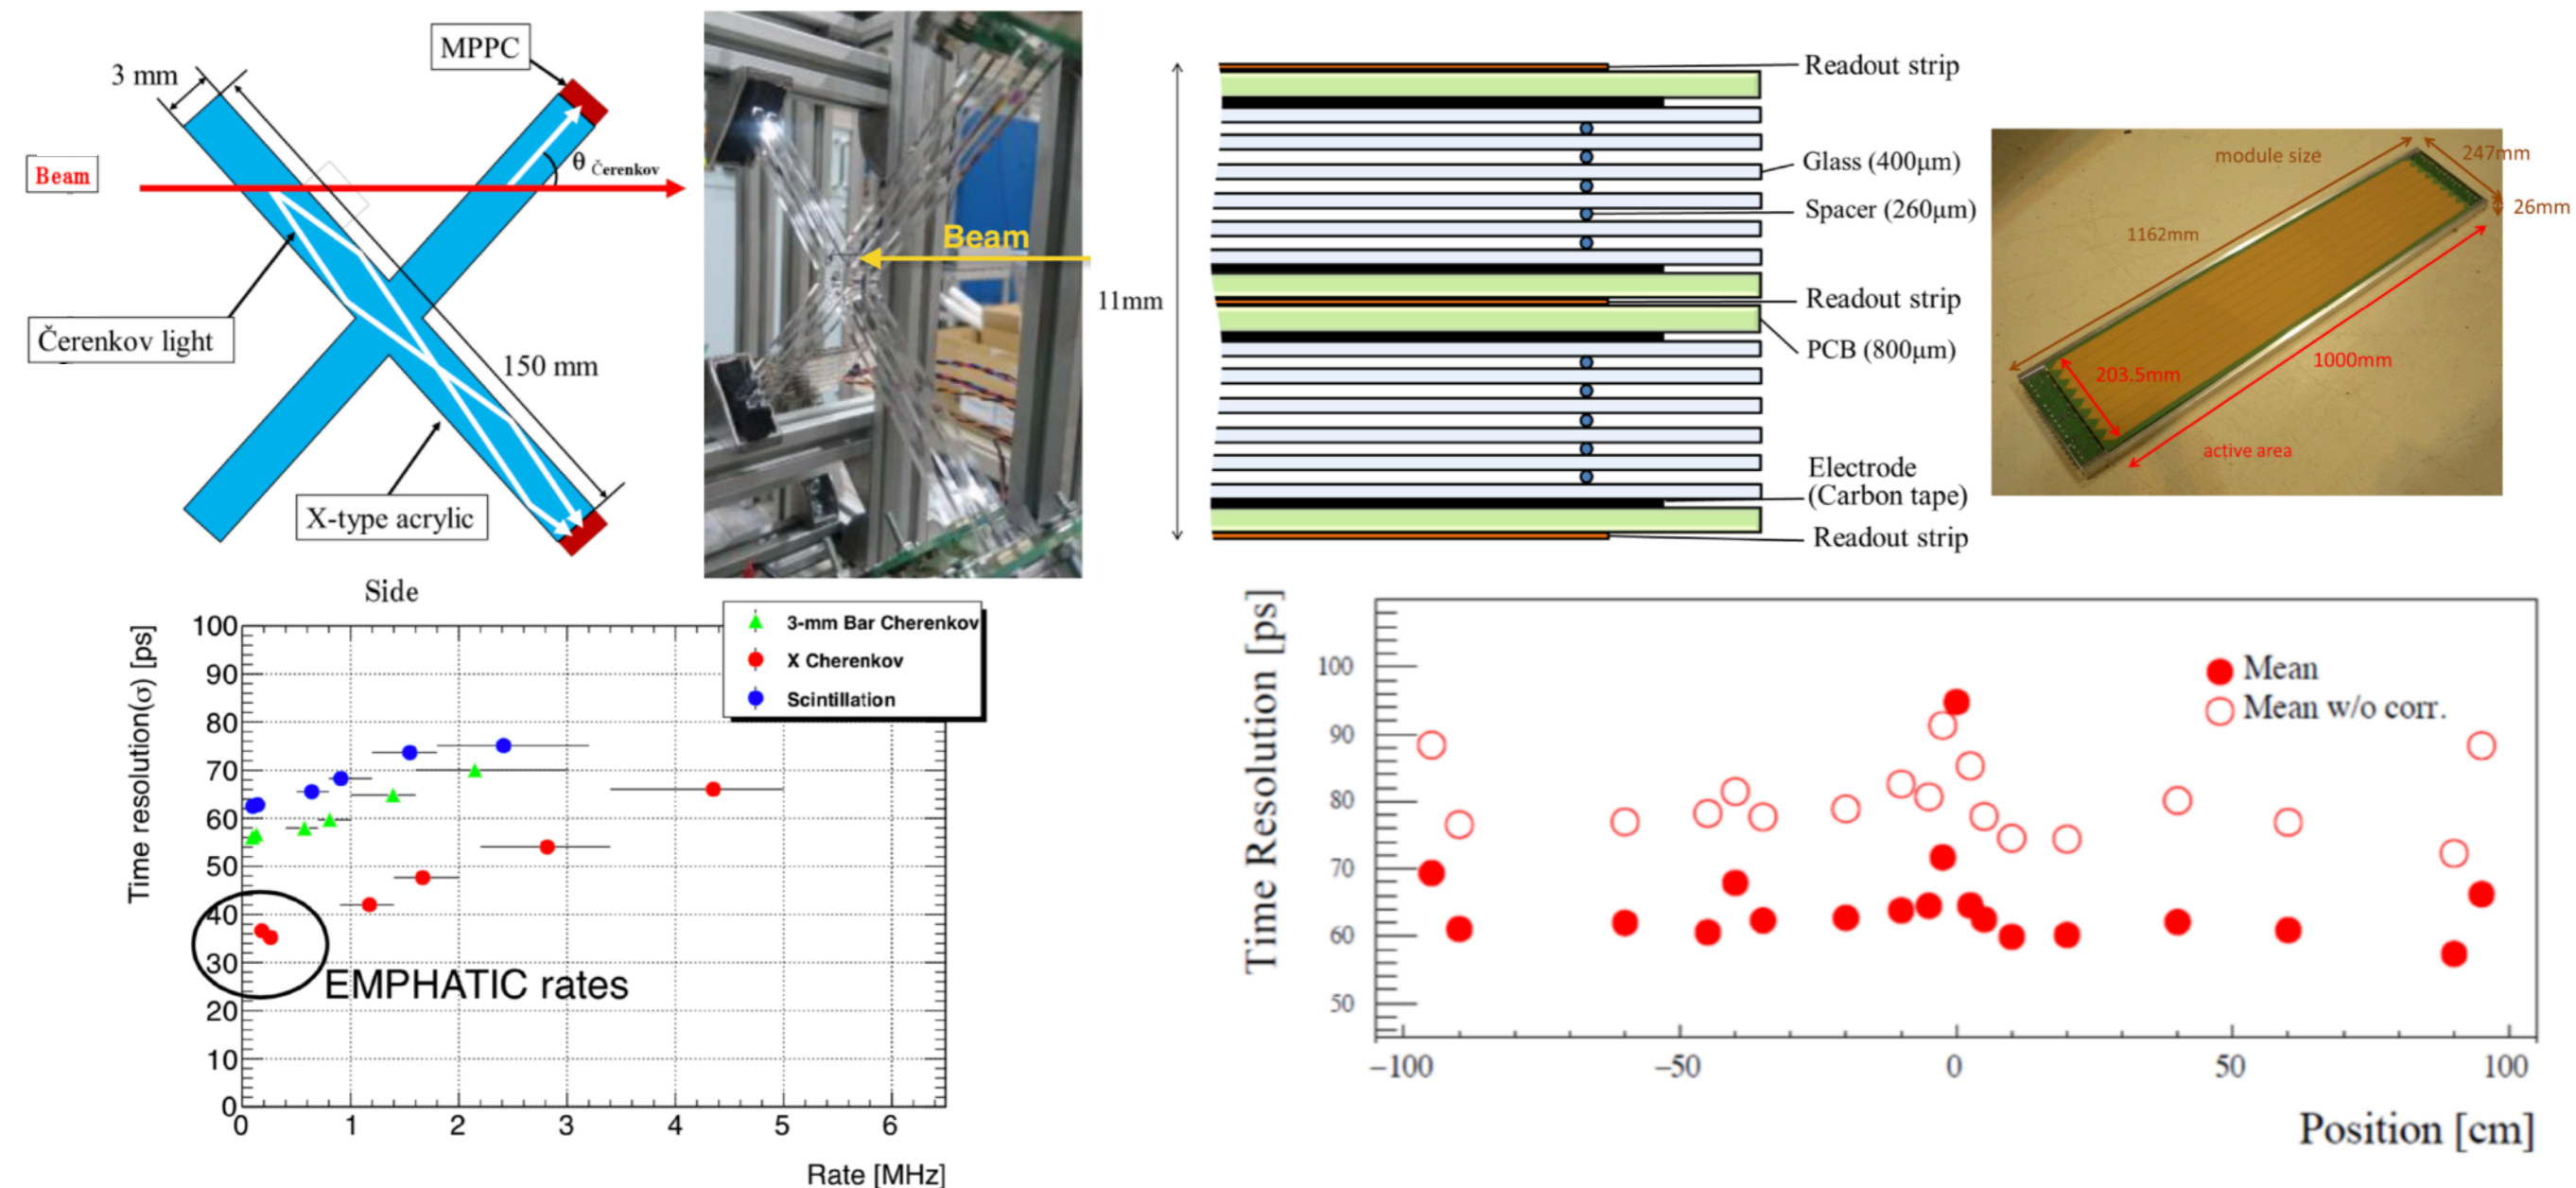 MPPC
3 mm
Beam
θ Čerenkov
Čerenkov light
150 mm
X-type acrylic
Side
Beam
11mm
Readout strip
Glass (400μm)
Spacer (260μm)
Readout strip
PCB (800μm)
Electrode
(Carbon tape)
Readout strip
module size
247mm
26mm
1162mm
203.5mm
1000mm
active area
Time resolution(σ) [ps]
100
90
80
70
60
50
40
30
20
10
0
3-mm Bar Cherenkov
X Cherenkov
Scintillation
EMPHATIC rates
0 1 2 3 4 5 6
Rate [MHz]
Time Resolution [ps]
100
90
80
70
60
50
Mean
Mean w/o corr.
−100 −50 0 50 100
Position [cm]